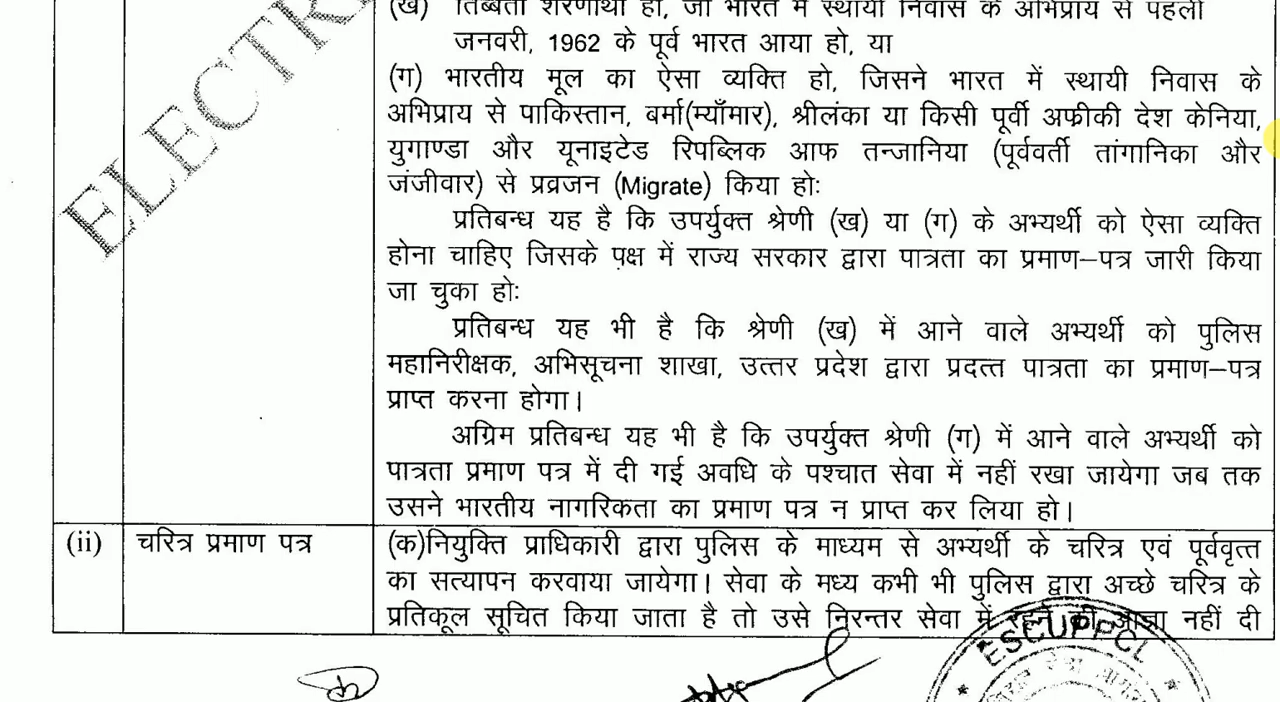 ELECTR
(ख) तिब्बती शरणार्थी हो, जो भारत में स्थायी निवास के अभिप्राय से पहली
जनवरी, 1962 के पूर्व भारत आया हो, या
(ग) भारतीय मूल का ऐसा व्यक्ति हो, जिसने भारत में स्थायी निवास के
अभिप्राय से पाकिस्तान, बर्मा(म्याँमार), श्रीलंका या किसी पूर्वी अफ्रीकी देश केनिया,
युगाण्डा और यूनाइटेड रिपब्लिक आफ तन्जानिया (पूर्ववर्ती तांगानिका और
जंजीवार) से प्रव्रजन (Migrate) किया होः
प्रतिबन्ध यह है कि उपर्युक्त श्रेणी (ख) या (ग) के अभ्यर्थी को ऐसा व्यक्ति
होना चाहिए जिसके पक्ष में राज्य सरकार द्वारा पात्रता का प्रमाण–पत्र जारी किया
जा चुका होः
प्रतिबन्ध यह भी है कि श्रेणी (ख) में आने वाले अभ्यर्थी को पुलिस
महानिरीक्षक, अभिसूचना शाखा, उत्तर प्रदेश द्वारा प्रदत्त पात्रता का प्रमाण–पत्र
प्राप्त करना होगा।
अग्रिम प्रतिबन्ध यह भी है कि उपर्युक्त श्रेणी (ग) में आने वाले अभ्यर्थी को
पात्रता प्रमाण पत्र में दी गई अवधि के पश्चात सेवा में नहीं रखा जायेगा जब तक
उसने भारतीय नागरिकता का प्रमाण पत्र न प्राप्त कर लिया हो।
(ii) चरित्र प्रमाण पत्र (क)नियुक्ति प्राधिकारी द्वारा पुलिस के माध्यम से अभ्यर्थी के चरित्र एवं पूर्ववृत्त
का सत्यापन करवाया जायेगा। सेवा के मध्य कभी भी पुलिस द्वारा अच्छे चरित्र के
प्रतिकूल सूचित किया जाता है तो उसे निरन्तर सेवा में रहने की आज्ञा नहीं दी
ESCUPPCL
सेवा